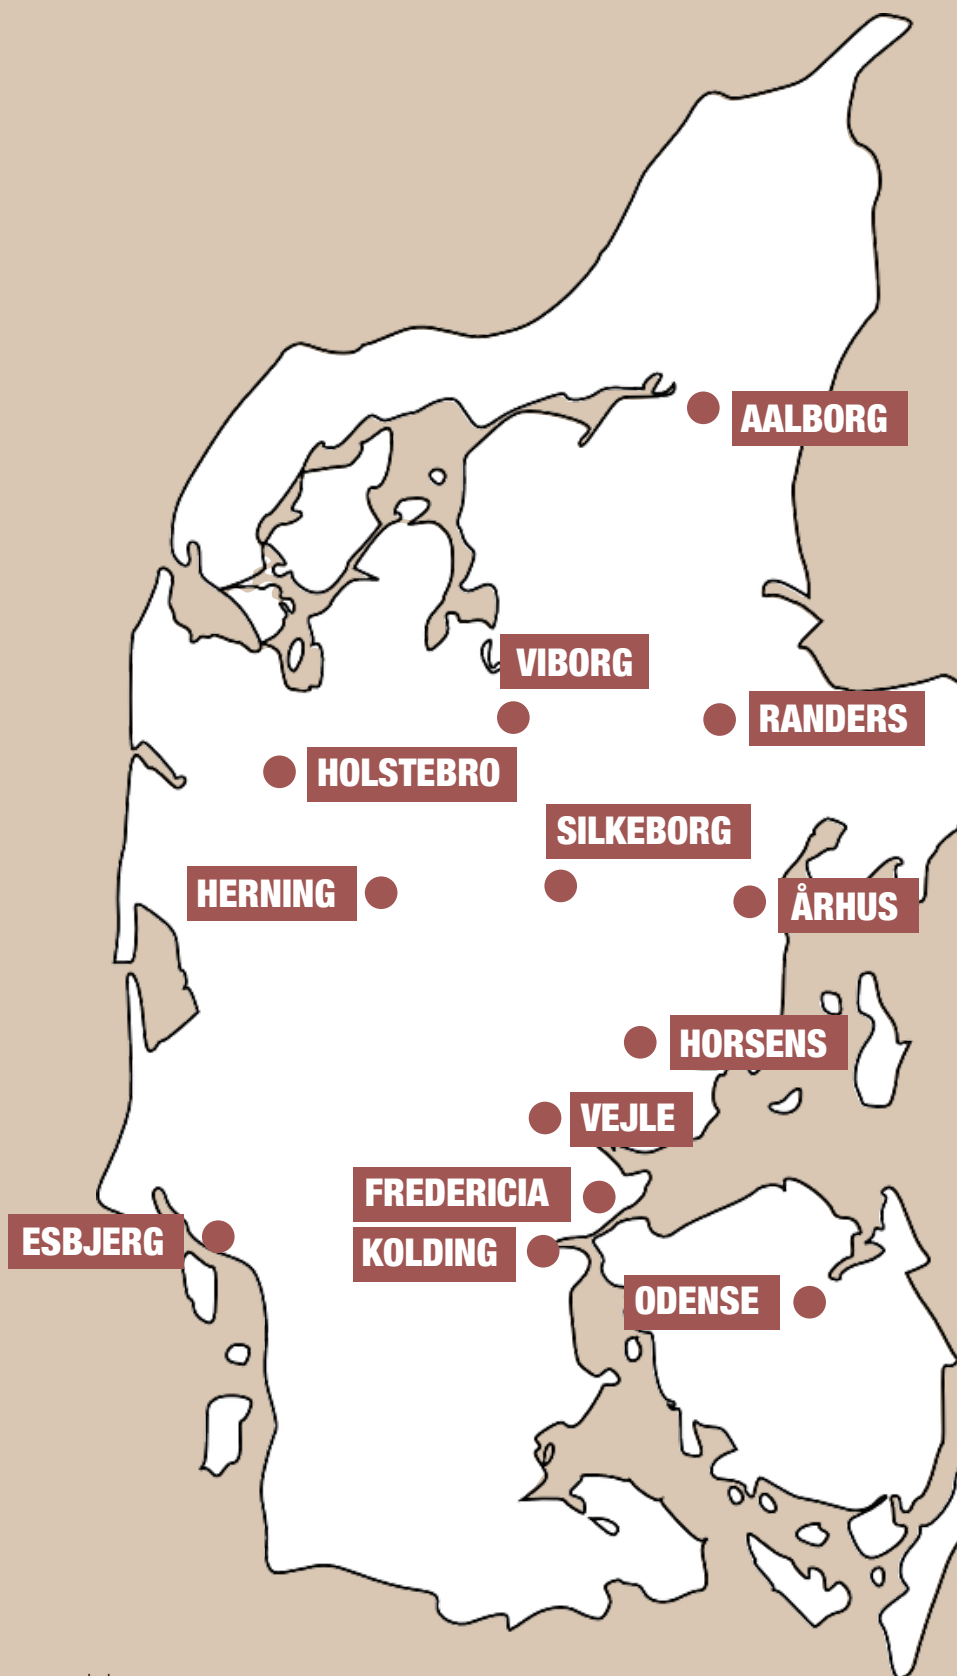 AALBORG
VIBORG
RANDERS
HOLSTEBRO
SILKEBORG
HERNING
ÅRHUS
HORSENS
VEJLE
FREDERICIA
ESBJERG
KOLDING
ODENSE